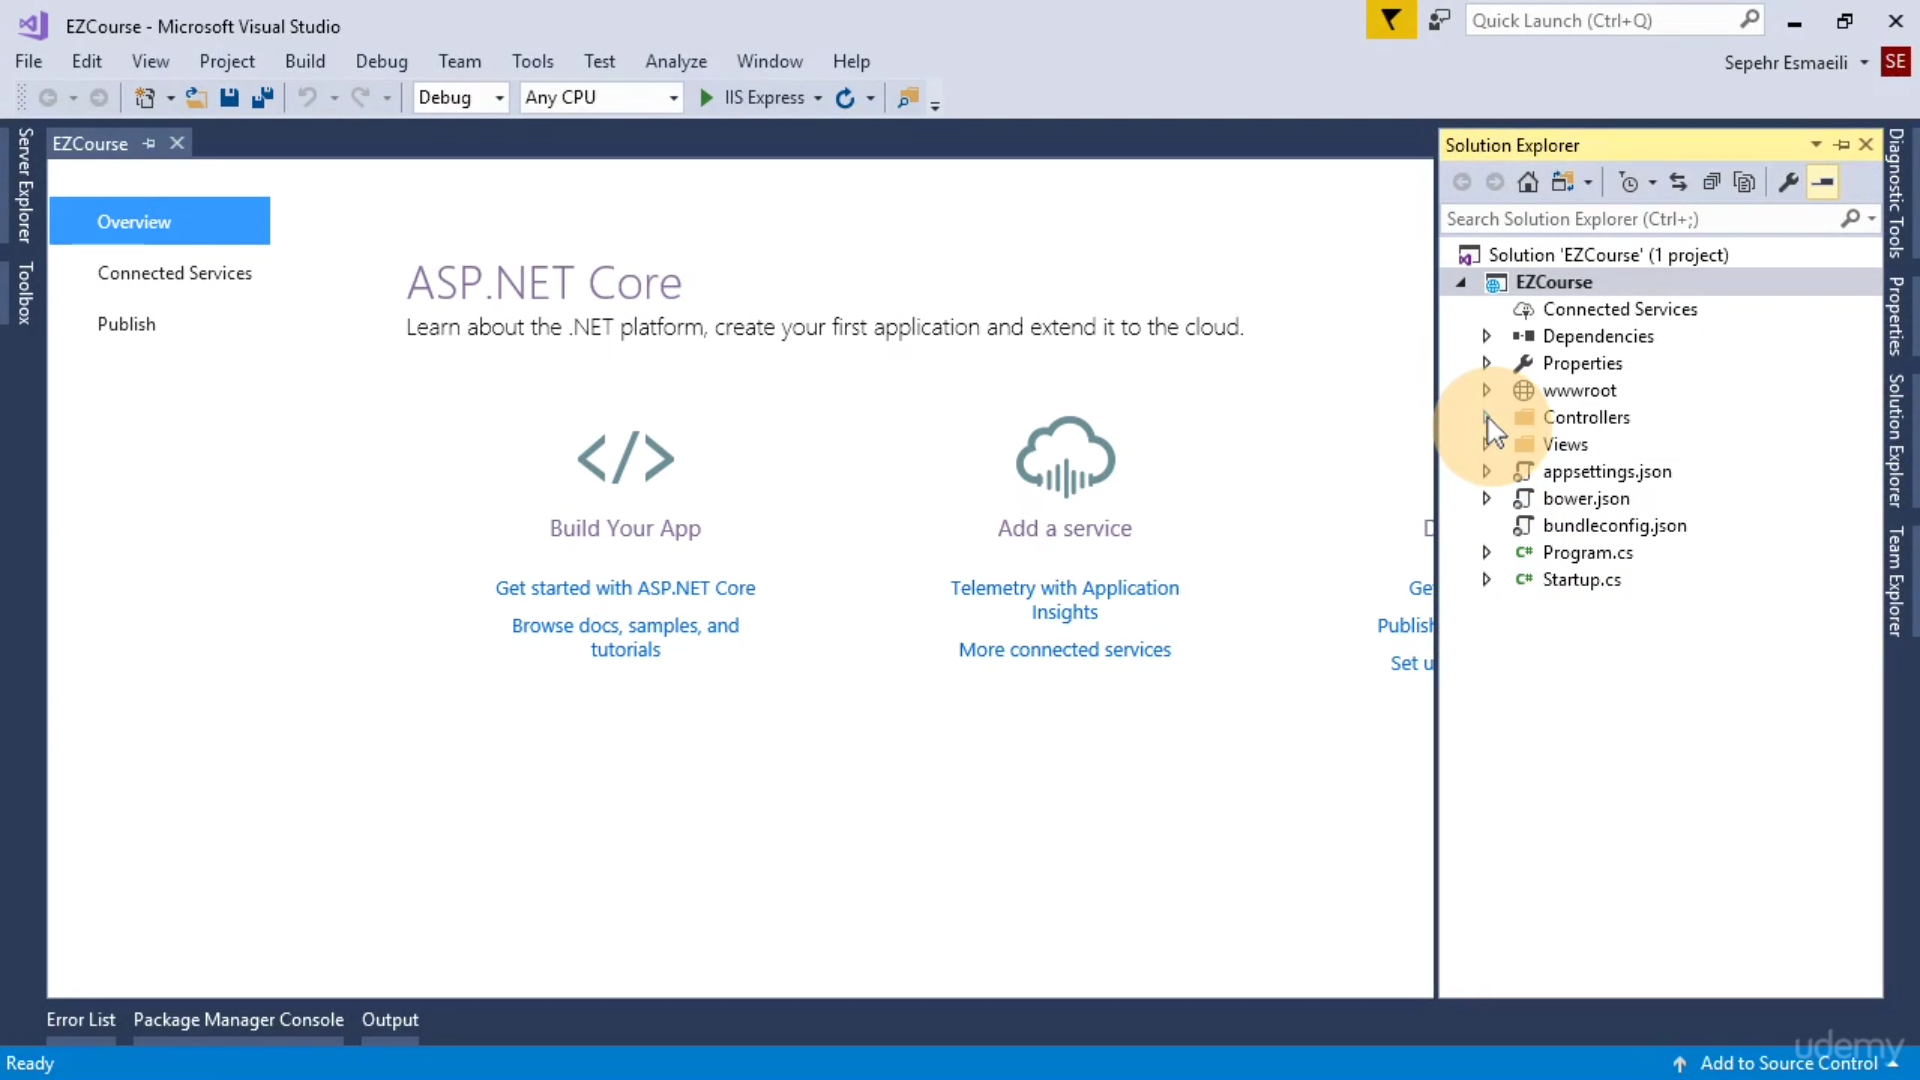 EZCourse - Microsoft Visual Studio
Quick Launch (Ctrl+Q)
File Edit View Project Build Debug Team Tools Test Analyze Window Help
Sepehr Esmaeili SE
Debug Any CPU IIS Express
Server Explorer
Toolbox
EZCourse
Overview
Connected Services
Publish
ASP.NET Core
Learn about the .NET platform, create your first application and extend it to the cloud.
Build Your App
Get started with ASP.NET Core
Browse docs, samples, and
tutorials
Add a service
Telemetry with Application
Insights
More connected services
D
Ge
Publish
Set u
Solution Explorer
Search Solution Explorer (Ctrl+;)
Solution 'EZCourse' (1 project)
EZCourse
Connected Services
Dependencies
Properties
wwwroot
Controllers
Views
appsettings.json
bower.json
bundleconfig.json
C# Program.cs
C# Startup.cs
Diagnostic Tools
Properties
Solution Explorer
Team Explorer
Error List Package Manager Console Output
Ready
Add to Source Control
udemy